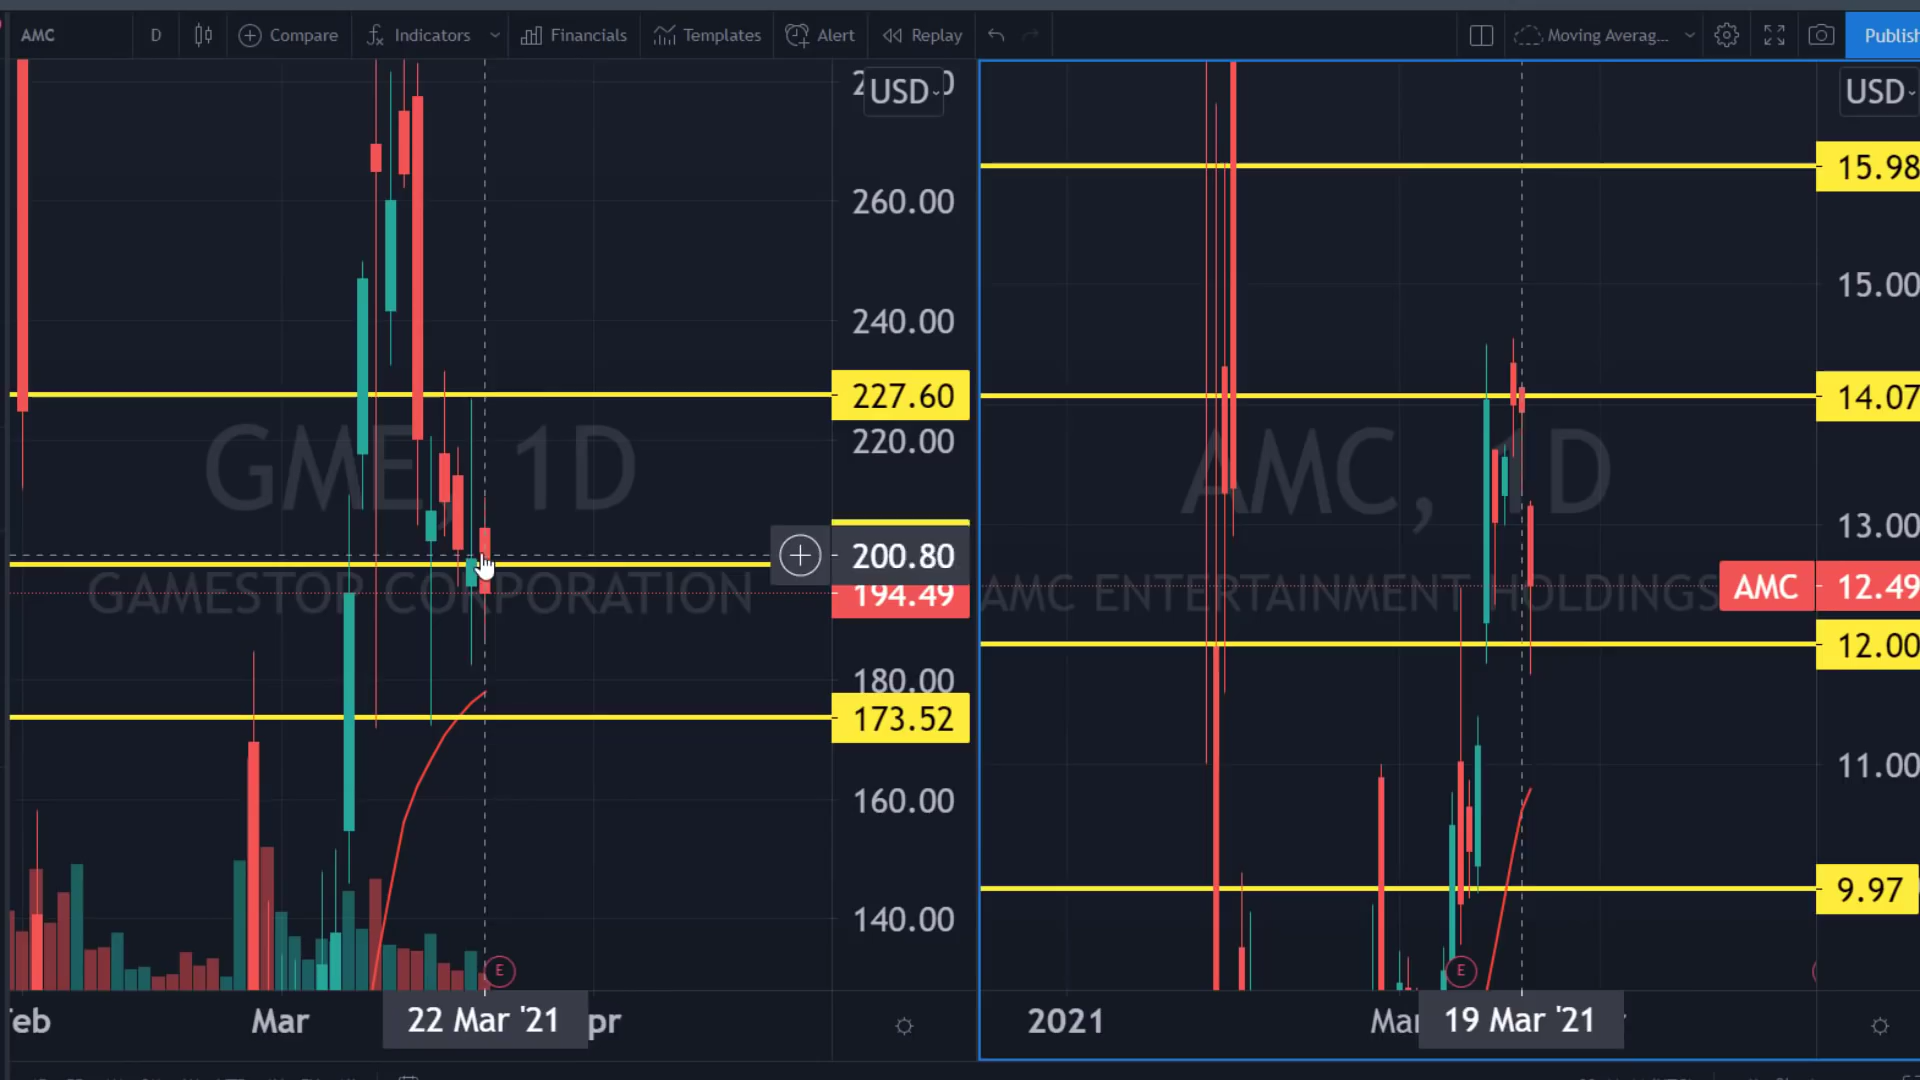 AMC D Compare Indicators Financials Templates Alert Replay Moving Averag... Publish
USD
260.00
240.00
227.60
220.00
200.80
194.49
180.00
173.52
160.00
140.00
GME, 1D
GAMESTOP CORPORATION
E
Mar 22 Mar '21
USD
15.98
15.00
14.07
13.00
AMC 12.49
12.00
11.00
9.97
AMC, 1D
AMC ENTERTAINMENT HOLDINGS
E
2021 19 Mar '21